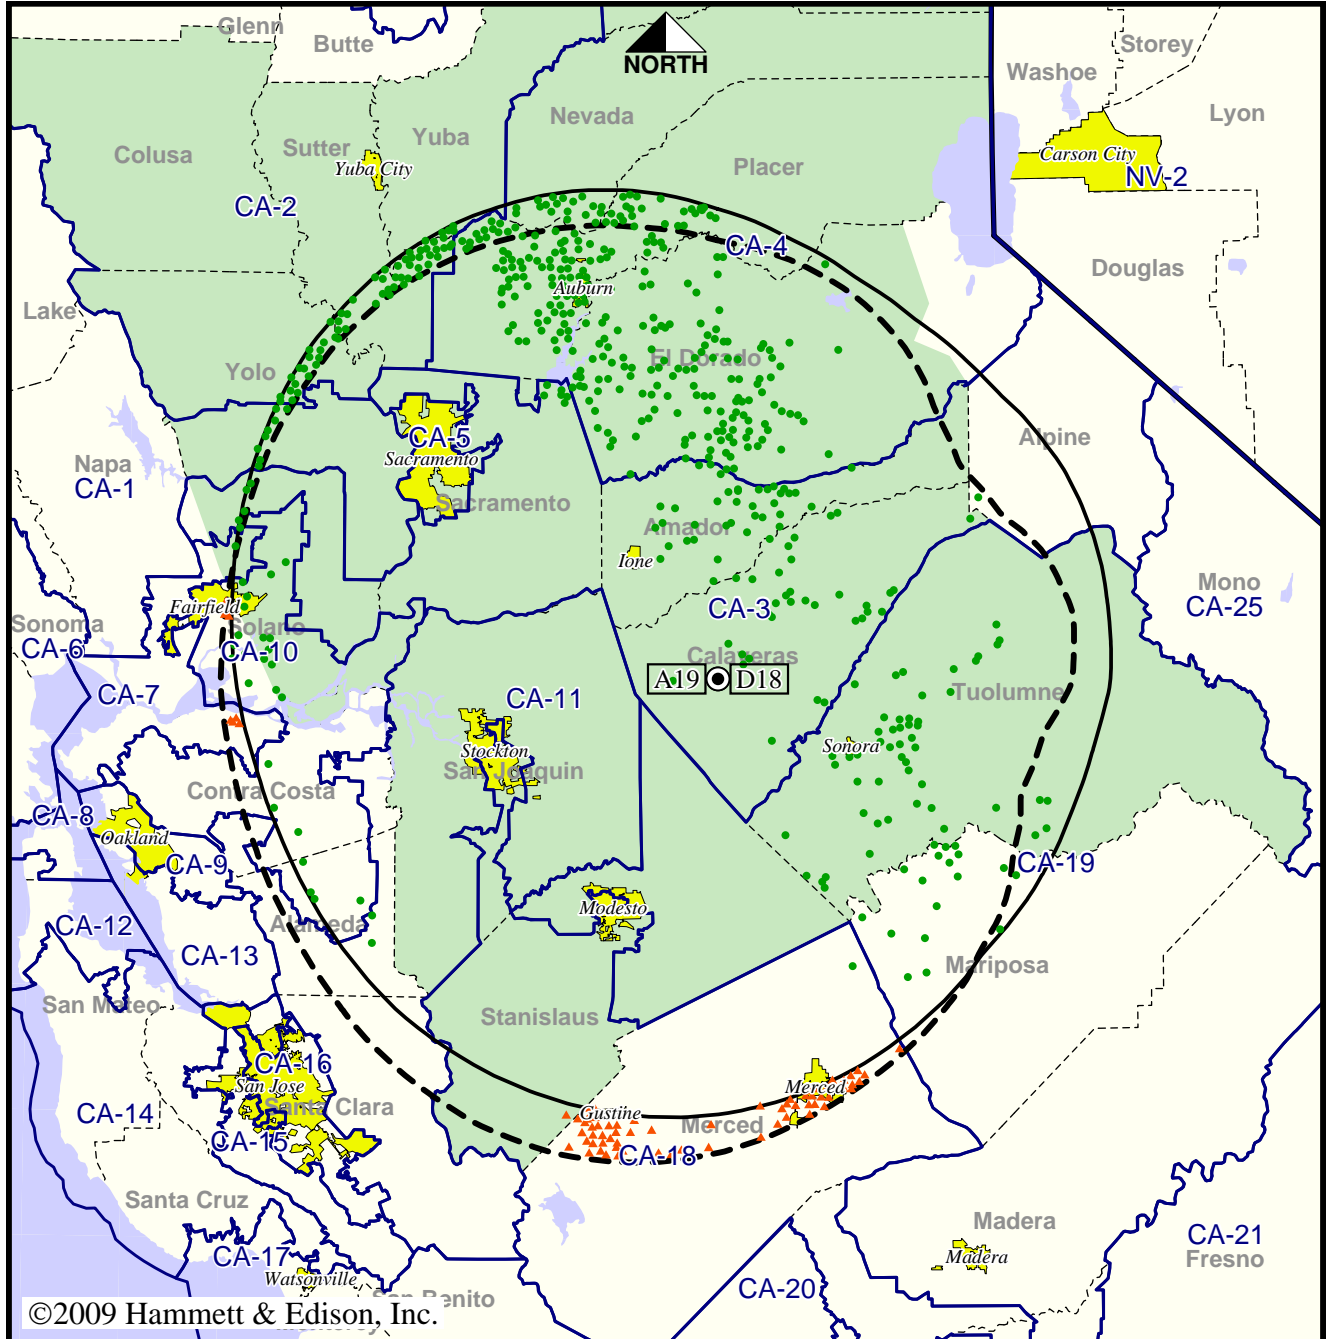 Glenn
Butte
NORTH
Storey
Washoe
Lyon
Nevada
Yuba
Sutter
Colusa
Yuba City
Placer
Carson City
NV-2
CA-2
CA-4
Douglas
Auburn
Lake
El Dorado
Yolo
Alpine
CA-5
Sacramento
Napa
CA-1
Sacramento
Amador
Ione
Mono
CA-25
Fairfield
CA-3
Sonoma
CA-6
Solano
CA-10
Calaveras
A19
D18
Tuolumne
CA-7
CA-11
Sonora
Stockton
San Joaquin
Contra Costa
CA-8
Oakland
CA-9
CA-19
Modesto
CA-12
Alameda
CA-13
Mariposa
San Mateo
Stanislaus
CA-16
San Jose
Merced
Santa Clara
Gustine
CA-14
Merced
CA-15
CA-18
Santa Cruz
Madera
CA-21
Fresno
CA-17
Madera
Watsonville
CA-20
San Benito
©2009 Hammett & Edison, Inc.
Monterey